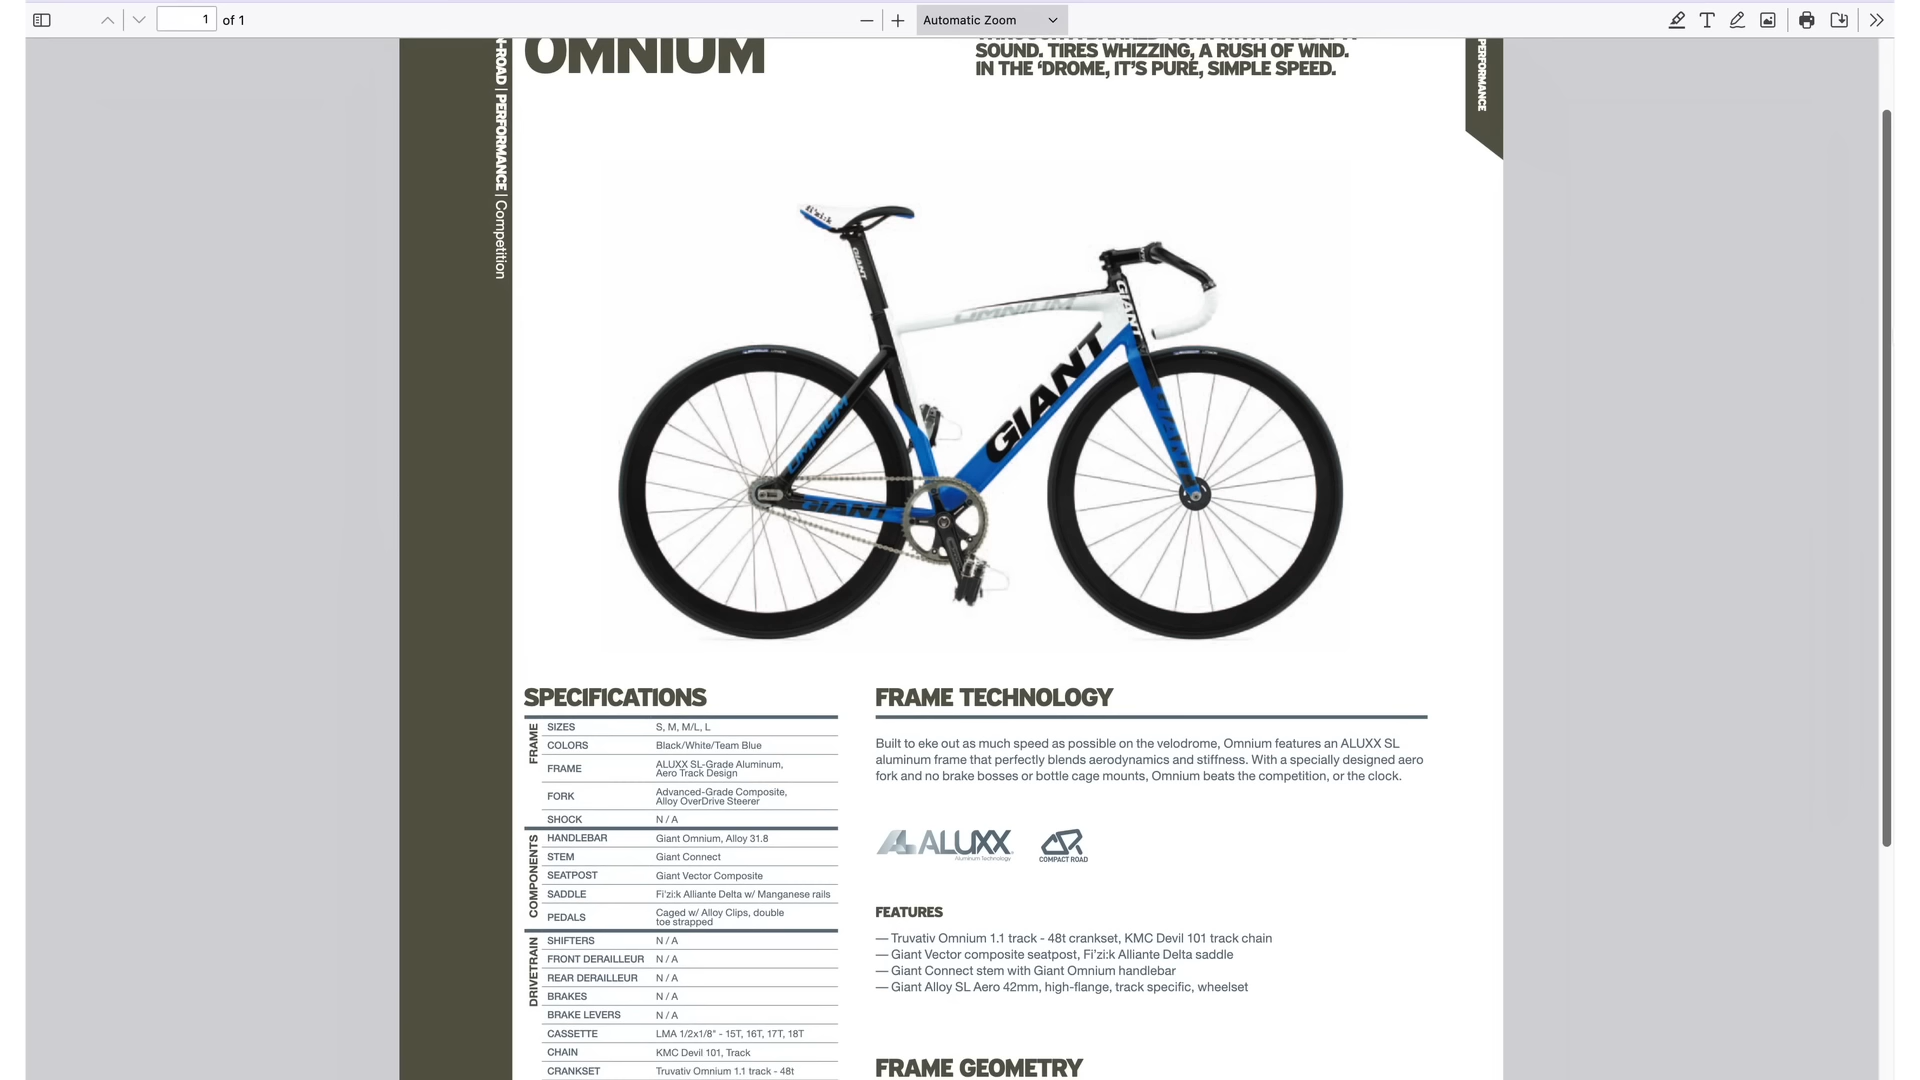 1 of 1
Automatic Zoom
OMNIUM
SOUND. TIRES WHIZZING, A RUSH OF WIND.
IN THE ‘DROME, IT’S PURE, SIMPLE SPEED.
N-ROAD | PERFORMANCE | Competition
PERFORMANCE
fi'zi:k
GIANT
OMNIUM
GIANT
GIANT
OMNIUM
GIANT
GIANT
SPECIFICATIONS
FRAME
SIZES S, M, M/L, L
COLORS Black/White/Team Blue
FRAME ALUXX SL-Grade Aluminum,
Aero Track Design
FORK Advanced-Grade Composite,
Alloy OverDrive Steerer
SHOCK N / A
COMPONENTS
HANDLEBAR Giant Omnium, Alloy 31.8
STEM Giant Connect
SEATPOST Giant Vector Composite
SADDLE Fi’zi:k Alliante Delta w/ Manganese rails
PEDALS Caged w/ Alloy Clips, double
toe strapped
DRIVETRAIN
SHIFTERS N / A
FRONT DERAILLEUR N / A
REAR DERAILLEUR N / A
BRAKES N / A
BRAKE LEVERS N / A
CASSETTE LMA 1/2x1/8" - 15T, 16T, 17T, 18T
CHAIN KMC Devil 101, Track
CRANKSET Truvativ Omnium 1.1 track - 48t
FRAME TECHNOLOGY
Built to eke out as much speed as possible on the velodrome, Omnium features an ALUXX SL
aluminum frame that perfectly blends aerodynamics and stiffness. With a specially designed aero
fork and no brake bosses or bottle cage mounts, Omnium beats the competition, or the clock.
ALUXX
Aluminum Technology
COMPACT ROAD
FEATURES
— Truvativ Omnium 1.1 track - 48t crankset, KMC Devil 101 track chain
— Giant Vector composite seatpost, Fi’zi:k Alliante Delta saddle
— Giant Connect stem with Giant Omnium handlebar
— Giant Alloy SL Aero 42mm, high-flange, track specific, wheelset
FRAME GEOMETRY